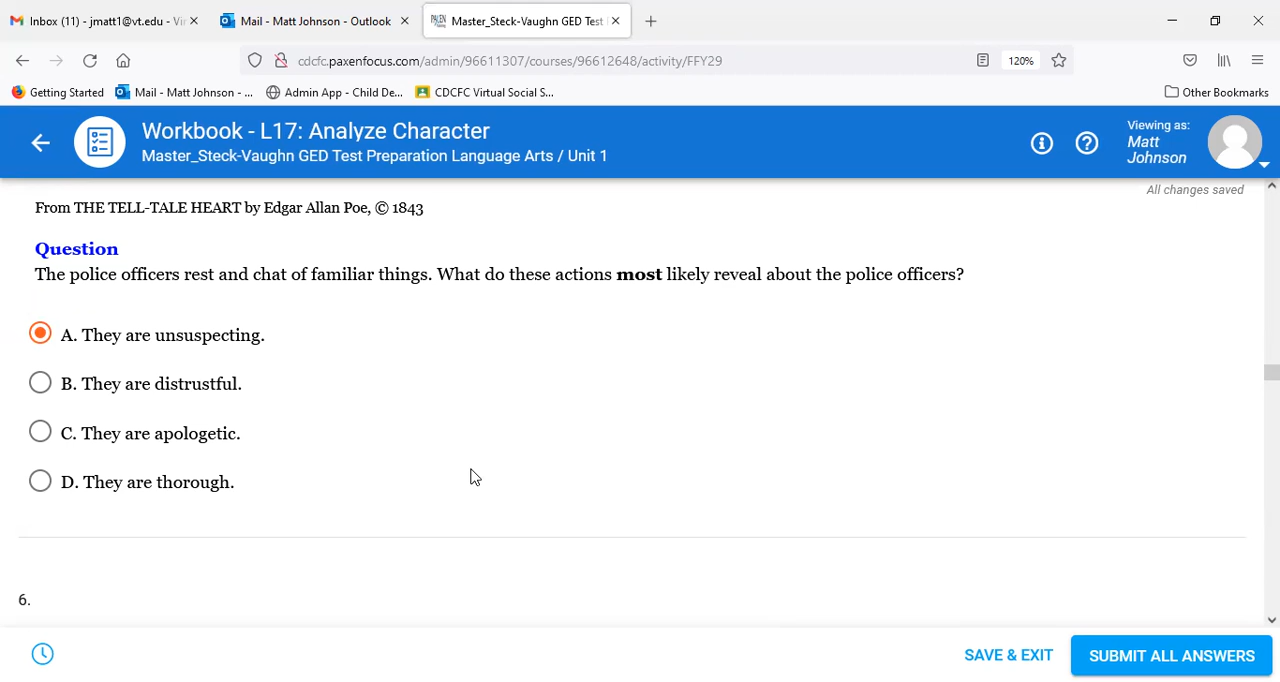 Inbox (11) - jmatt1@vt.edu - Vir
Mail - Matt Johnson - Outlook
PAXEN Master_Steck-Vaughn GED Test
cdcfc.paxenfocus.com/admin/96611307/courses/96612648/activity/FFY29
120%
Getting Started
Mail - Matt Johnson - ...
Admin App - Child De...
CDCFC Virtual Social S...
Other Bookmarks
Workbook - L17: Analyze Character
Master_Steck-Vaughn GED Test Preparation Language Arts / Unit 1
Viewing as:
Matt
Johnson
All changes saved
From THE TELL-TALE HEART by Edgar Allan Poe, © 1843
Question
The police officers rest and chat of familiar things. What do these actions most likely reveal about the police officers?
A. They are unsuspecting.
B. They are distrustful.
C. They are apologetic.
D. They are thorough.
6.
SAVE & EXIT
SUBMIT ALL ANSWERS